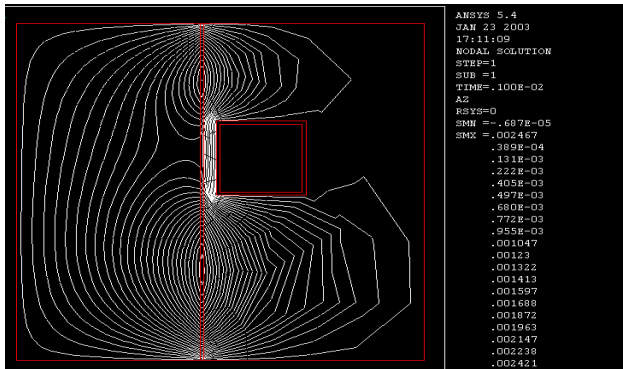 ANSYS 5.4
JAN 23 2003
17:11:09
NODAL SOLUTION
STEP=1
SUB =1
TIME=.100E-02
AZ
RSYS=0
SMN =-.687E-05
SMX =.002467
.389E-04
.131E-03
.222E-03
.405E-03
.497E-03
.680E-03
.772E-03
.955E-03
.001047
.00123
.001322
.001413
.001597
.001688
.001872
.001963
.002147
.002238
.002421